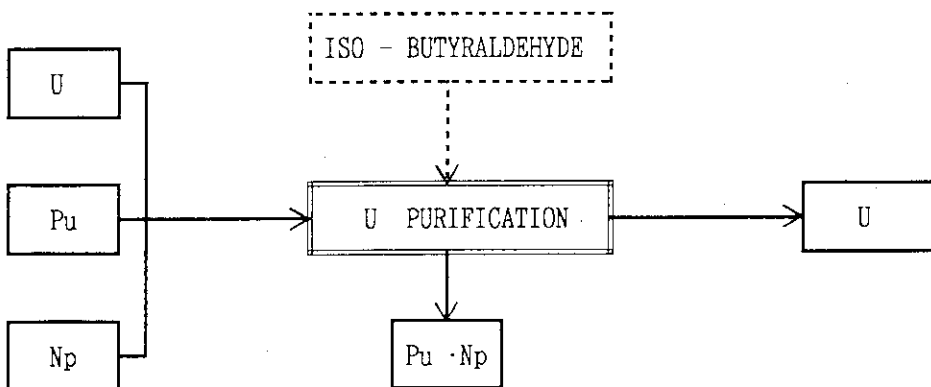 ISO - BUTYRALDEHYDE
U
Pu
U PURIFICATION
U
Np
Pu ·Np